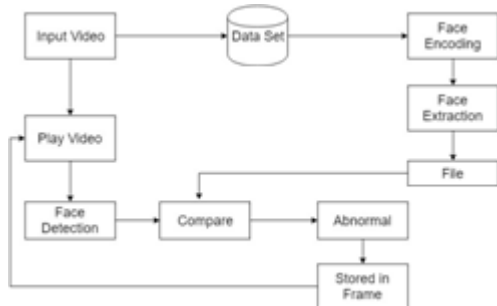 Input Video
Data Set
Face
Encoding
Play Video
Face
Extraction
File
Face
Detection
Compare
Abnormal
Stored in
Frame